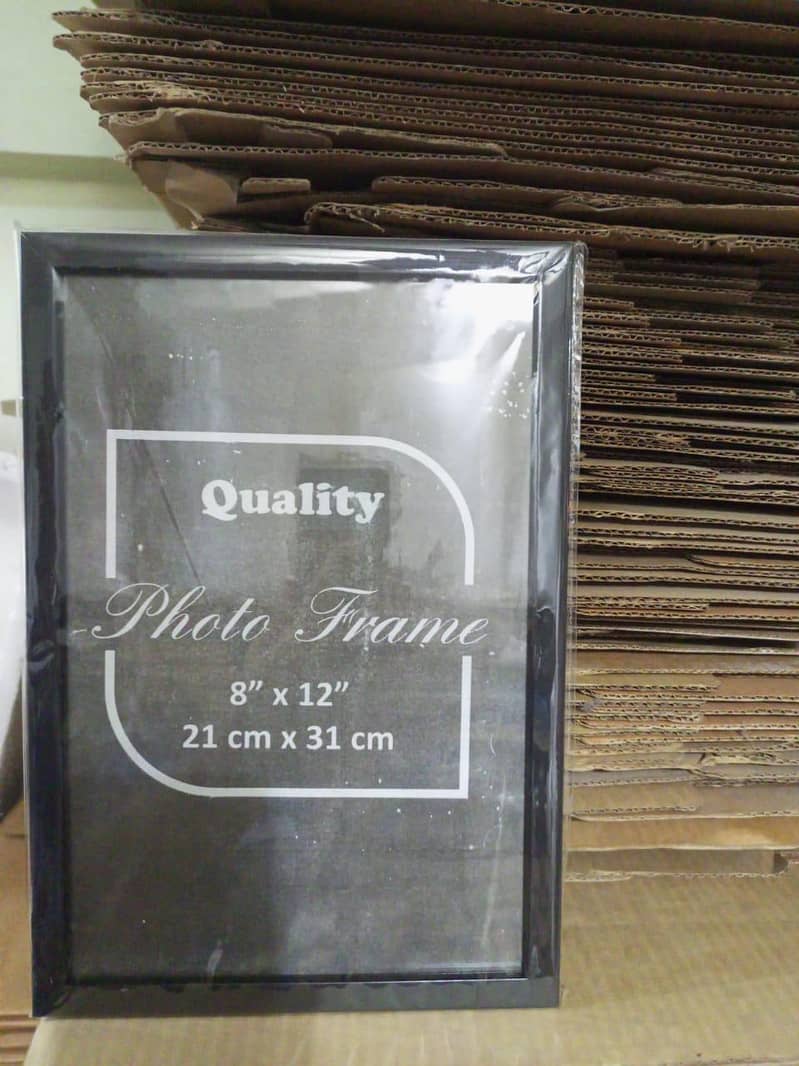 Quality
Photo Frame
8” x 12”
21 cm x 31 cm